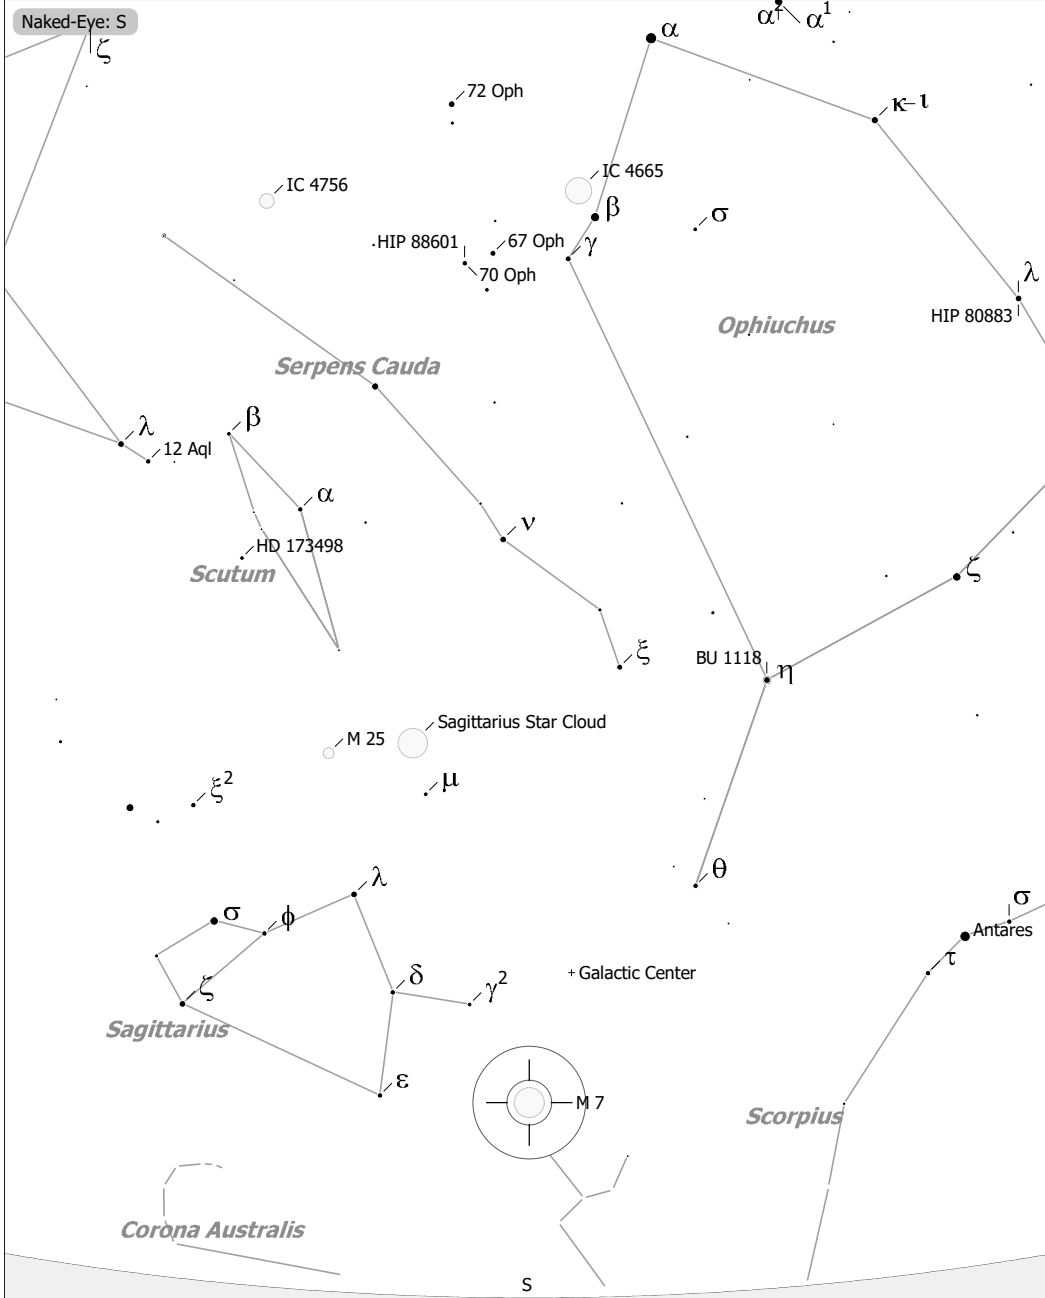 Naked-Eye: S
α² α¹
ζ
α
72 Oph
κ-ι
IC 4665
IC 4756
β
σ
HIP 88601
67 Oph
γ
70 Oph
λ
HIP 80883
Ophiuchus
Serpens Cauda
β
λ
12 Aql
α
ν
HD 173498
Scutum
ζ
ξ
BU 1118
η
Sagittarius Star Cloud
M 25
μ
ξ²
θ
λ
σ
φ
σ
Antares
τ
Galactic Center
δ
γ²
ζ
Sagittarius
ε
M 7
Scorpius
Corona Australis
S